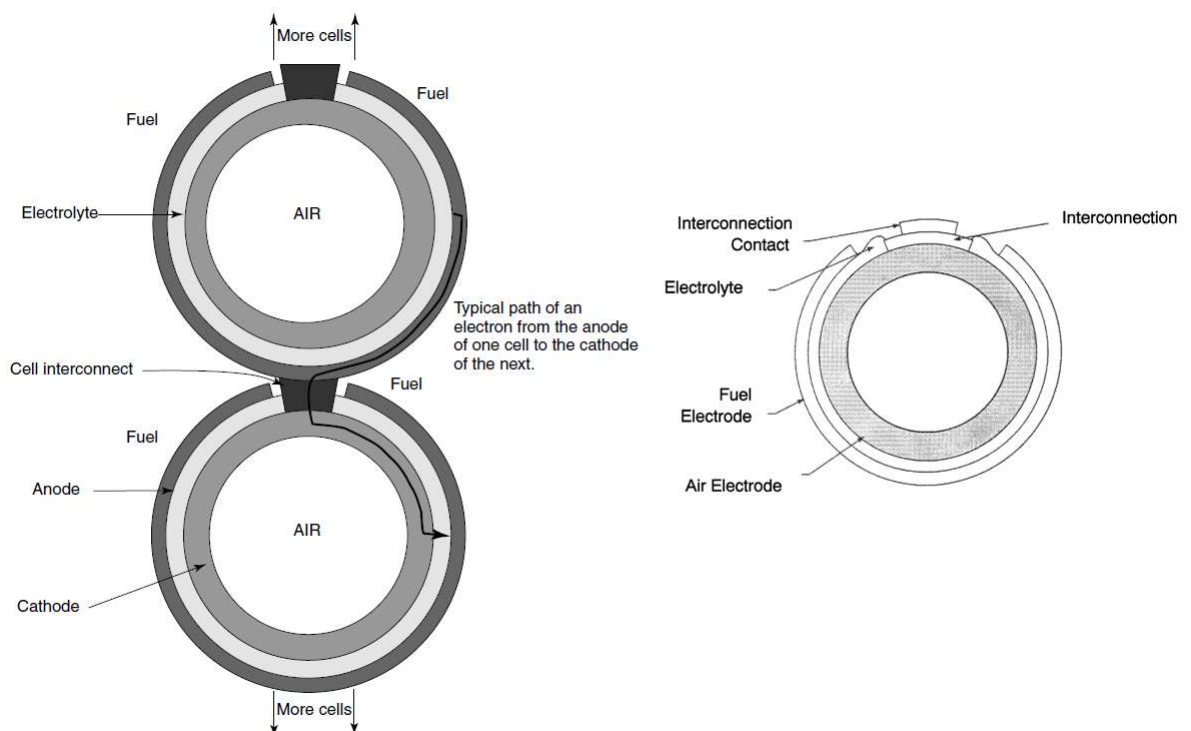 More cells
Fuel
Fuel
Electrolyte
AIR
Typical path of an
electron from the anode
of one cell to the cathode
of the next.
Cell interconnect
Fuel
Fuel
Anode
AIR
Cathode
More cells
Interconnection
Contact
Interconnection
Electrolyte
Fuel
Electrode
Air Electrode